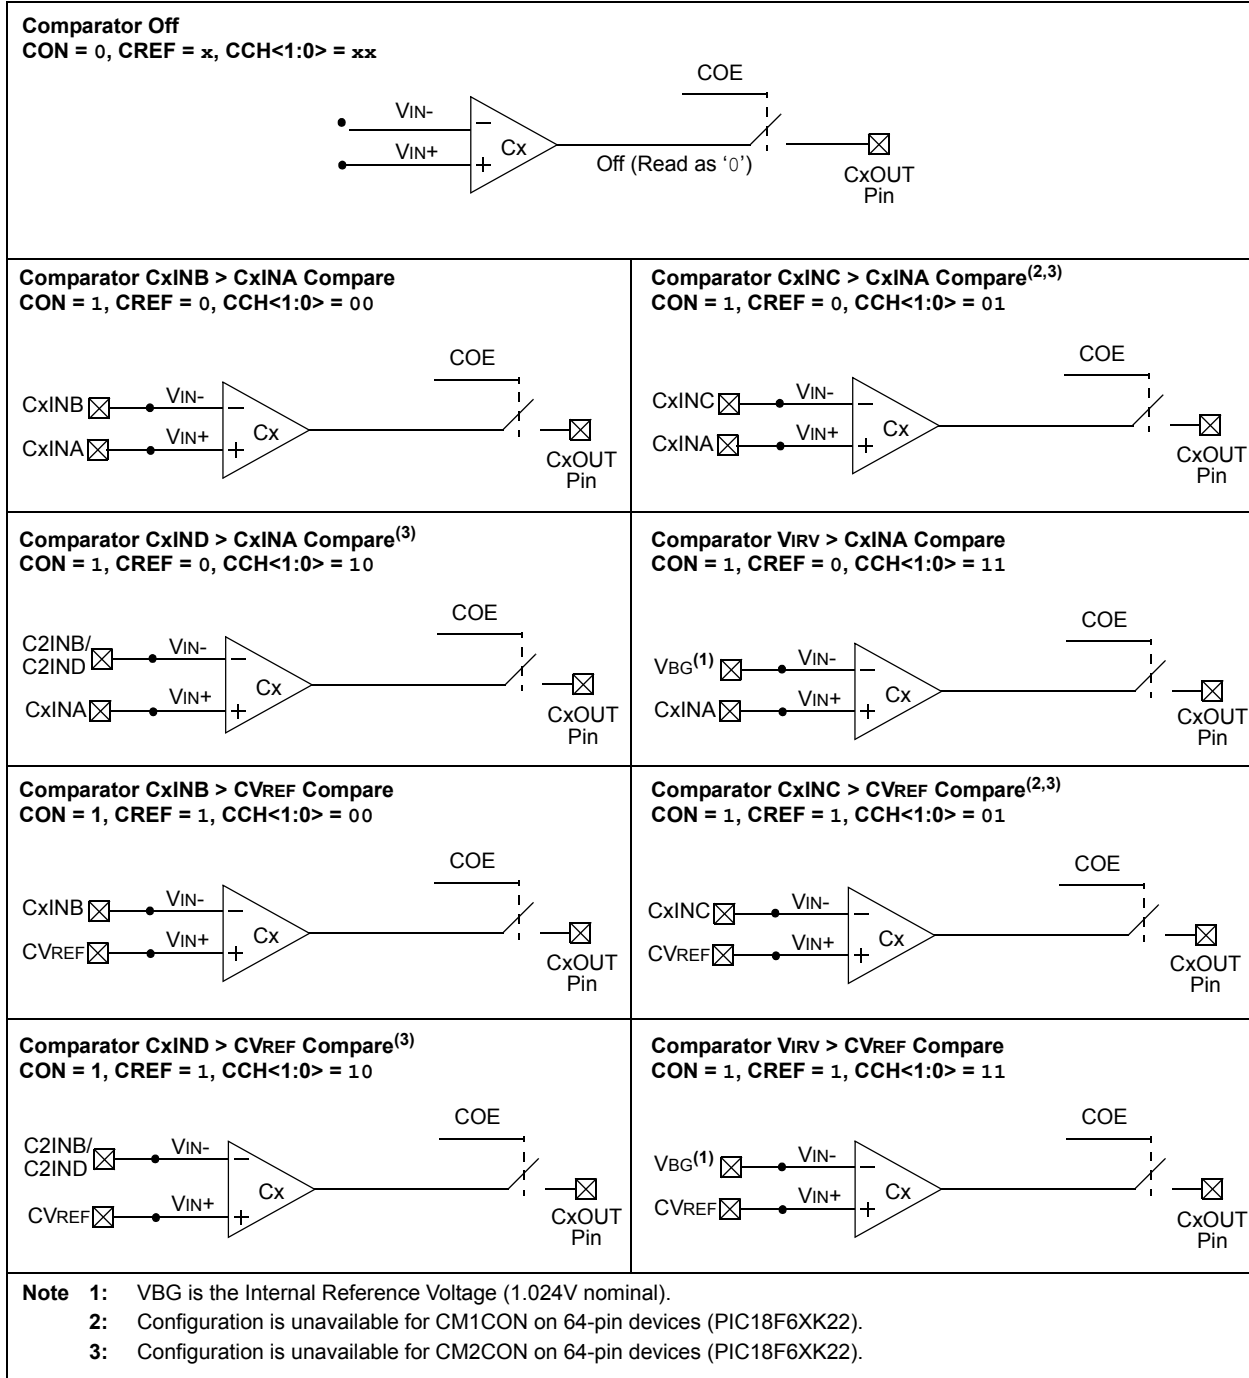 Comparator Off
CON = 0, CREF = x, CCH<1:0> = xx
COE
VIN-
VIN+
Cx
Off (Read as ‘0’)
CxOUT
Pin
Comparator CxINB > CxINA Compare
CON = 1, CREF = 0, CCH<1:0> = 00
COE
CxINB
VIN-
CxINA
VIN+
Cx
CxOUT
Pin
Comparator CxINC > CxINA Compare(2,3)
CON = 1, CREF = 0, CCH<1:0> = 01
COE
CxINC
VIN-
CxINA
VIN+
Cx
CxOUT
Pin
Comparator CxIND > CxINA Compare(3)
CON = 1, CREF = 0, CCH<1:0> = 10
COE
C2INB/
C2IND
VIN-
CxINA
VIN+
Cx
CxOUT
Pin
Comparator VIRV > CxINA Compare
CON = 1, CREF = 0, CCH<1:0> = 11
COE
VBG(1)
VIN-
CxINA
VIN+
Cx
CxOUT
Pin
Comparator CxINB > CVREF Compare
CON = 1, CREF = 1, CCH<1:0> = 00
COE
CxINB
VIN-
CVREF
VIN+
Cx
CxOUT
Pin
Comparator CxINC > CVREF Compare(2,3)
CON = 1, CREF = 1, CCH<1:0> = 01
COE
CxINC
VIN-
CVREF
VIN+
Cx
CxOUT
Pin
Comparator CxIND > CVREF Compare(3)
CON = 1, CREF = 1, CCH<1:0> = 10
COE
C2INB/
C2IND
VIN-
CVREF
VIN+
Cx
CxOUT
Pin
Comparator VIRV > CVREF Compare
CON = 1, CREF = 1, CCH<1:0> = 11
COE
VBG(1)
VIN-
CVREF
VIN+
Cx
CxOUT
Pin
Note 1: VBG is the Internal Reference Voltage (1.024V nominal).
2: Configuration is unavailable for CM1CON on 64-pin devices (PIC18F6XK22).
3: Configuration is unavailable for CM2CON on 64-pin devices (PIC18F6XK22).